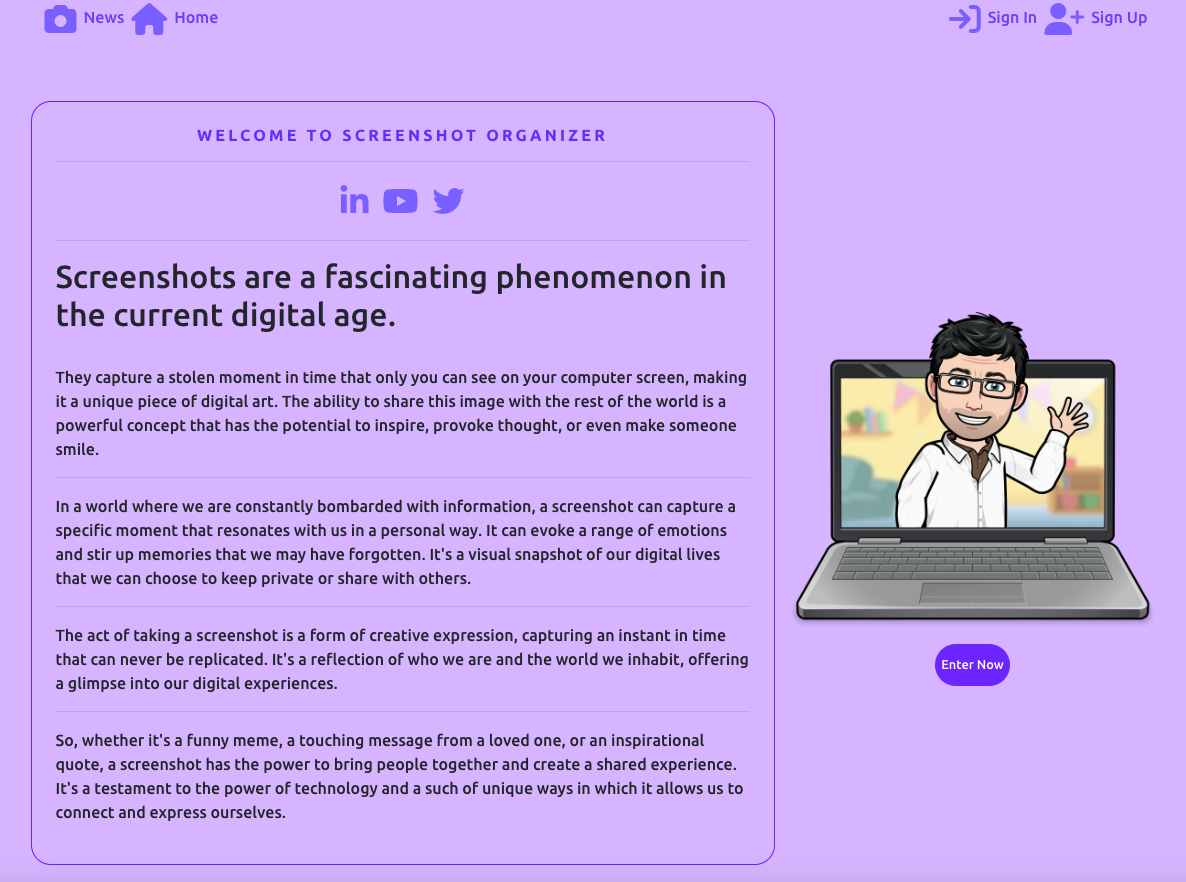 News Home Sign In Sign Up
WELCOME TO SCREENSHOT ORGANIZER
Screenshots are a fascinating phenomenon in
the current digital age.
They capture a stolen moment in time that only you can see on your computer screen, making
it a unique piece of digital art. The ability to share this image with the rest of the world is a
powerful concept that has the potential to inspire, provoke thought, or even make someone
smile.
In a world where we are constantly bombarded with information, a screenshot can capture a
specific moment that resonates with us in a personal way. It can evoke a range of emotions
and stir up memories that we may have forgotten. It's a visual snapshot of our digital lives
that we can choose to keep private or share with others.
The act of taking a screenshot is a form of creative expression, capturing an instant in time
that can never be replicated. It's a reflection of who we are and the world we inhabit, offering
a glimpse into our digital experiences.
So, whether it's a funny meme, a touching message from a loved one, or an inspirational
quote, a screenshot has the power to bring people together and create a shared experience.
It's a testament to the power of technology and a such of unique ways in which it allows us to
connect and express ourselves.
Enter Now